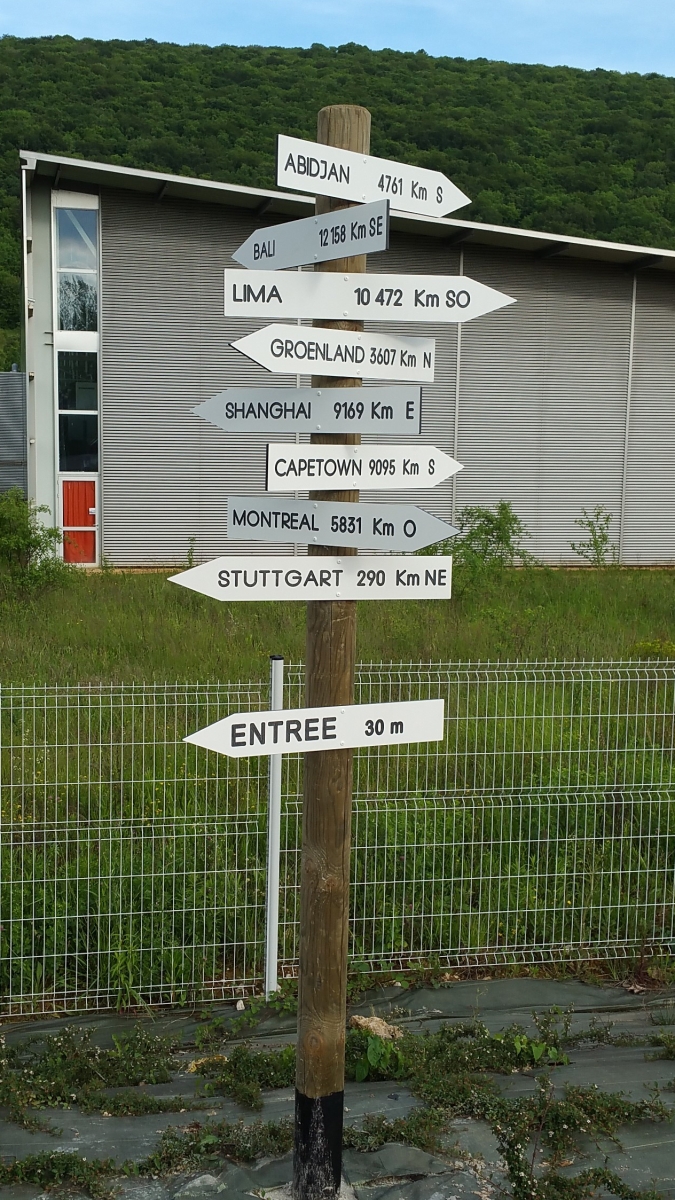 ABIDJAN 4761 Km S
BALI 12 158 Km SE
LIMA 10 472 Km SO
GROENLAND 3607 Km N
SHANGHAI 9169 Km E
CAPETOWN 9095 Km S
MONTREAL 5831 Km O
STUTTGART 290 Km NE
ENTREE 30 m